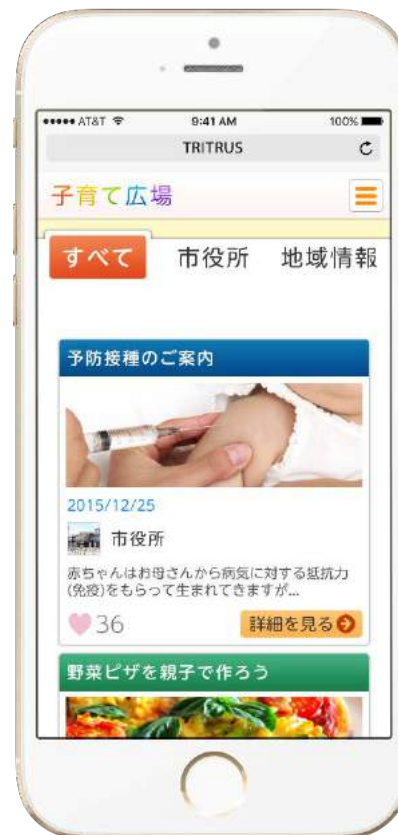 AT&T 9:41 AM 100%
TRITRUS
子育て広場
すべて 市役所 地域情報
予防接種のご案内
2015/12/25
市役所
赤ちゃんはお母さんから病気に対する抵抗力
(免疫)をもらって生まれてきますが...
36 詳細を見る
野菜ピザを親子で作ろう